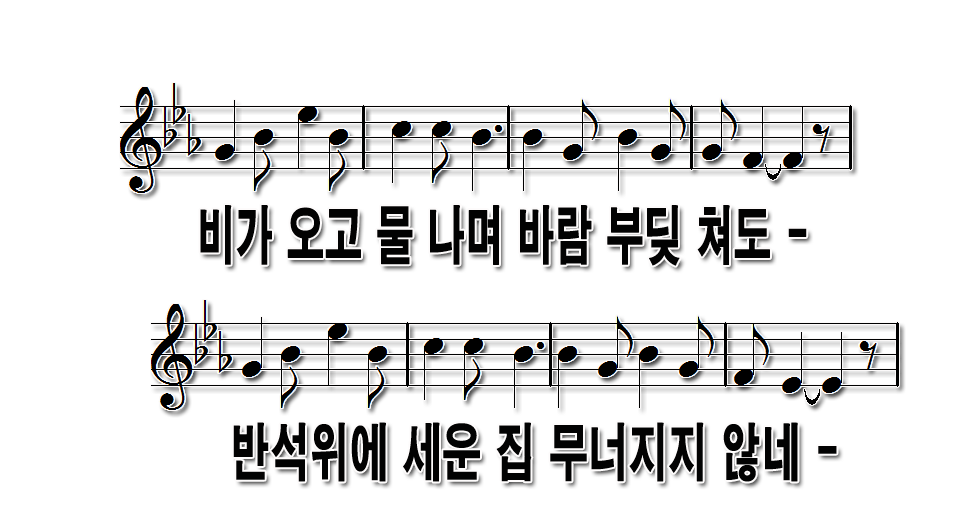 비가 오고 물 나며 바람 부딪 쳐도 -
반석위에 세운 집 무너지지 않네 -